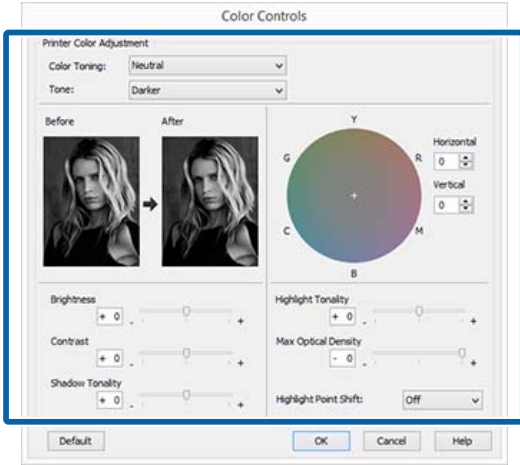 Color Controls
Printer Color Adjustment
Color Toning: Neutral
Tone: Darker
Before After
Y
G R
C M
B
Horizontal
0
Vertical
0
Brightness
+ 0 - +
Contrast
+ 0 - +
Shadow Tonality
+ 0 - +
Highlight Tonality
+ 0 - +
Max Optical Density
- 0 - +
Highlight Point Shift: Off
Default OK Cancel Help